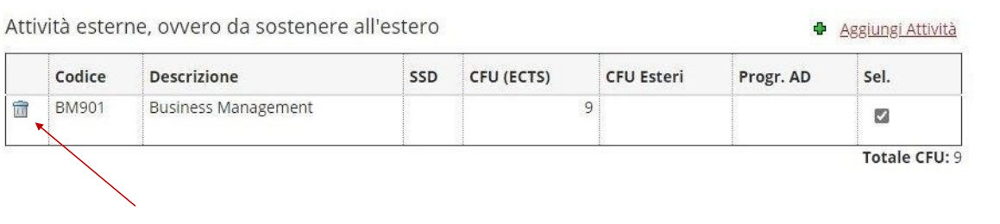 Attività esterne, ovvero da sostenere all'estero
Aggiungi Attività
Codice Descrizione SSD CFU (ECTS) CFU Esteri Progr. AD Sel.
BM901 Business Management 9
Totale CFU: 9